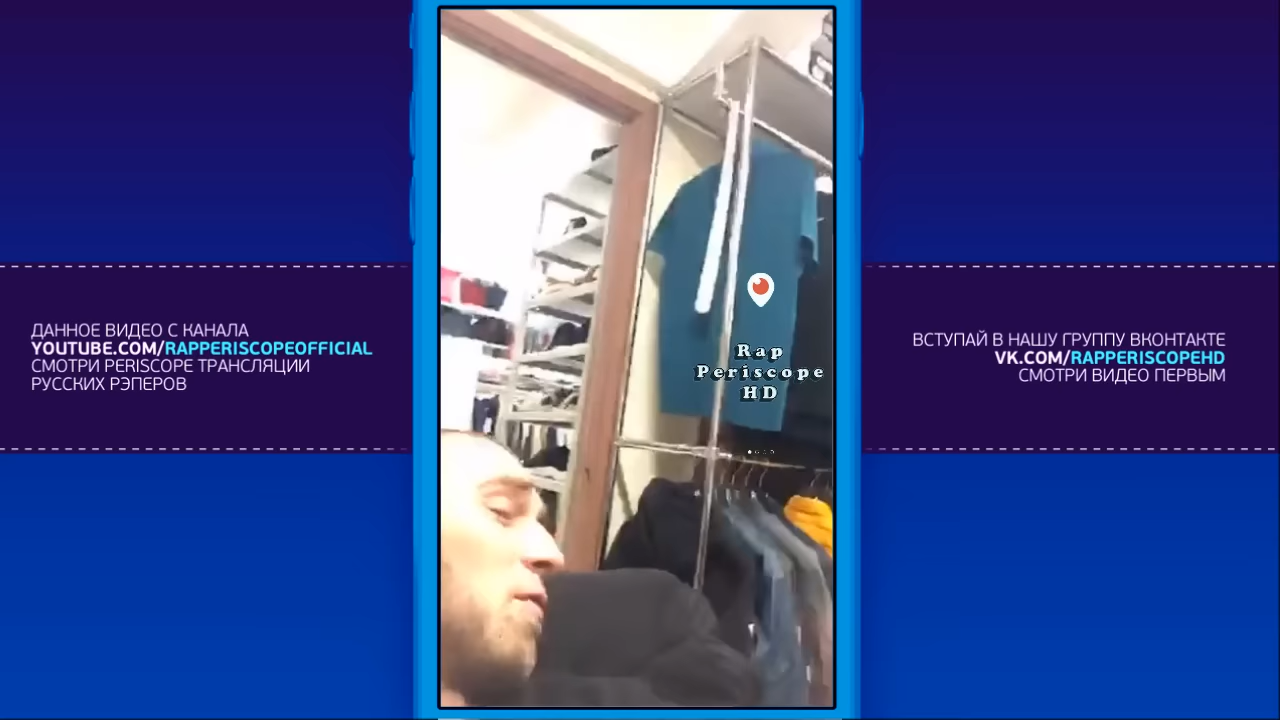 ДАННОЕ ВИДЕО С КАНАЛА
YOUTUBE.COM/RAPPERISCOPEOFFICIAL
СМОТРИ PERISCOPE ТРАНСЛЯЦИИ
РУССКИХ РЭПЕРОВ
Rap
Periscope
HD
ВСТУПАЙ В НАШУ ГРУППУ ВКОНТАКТЕ
VK.COM/RAPPERISCOPEHD
СМОТРИ ВИДЕО ПЕРВЫМ